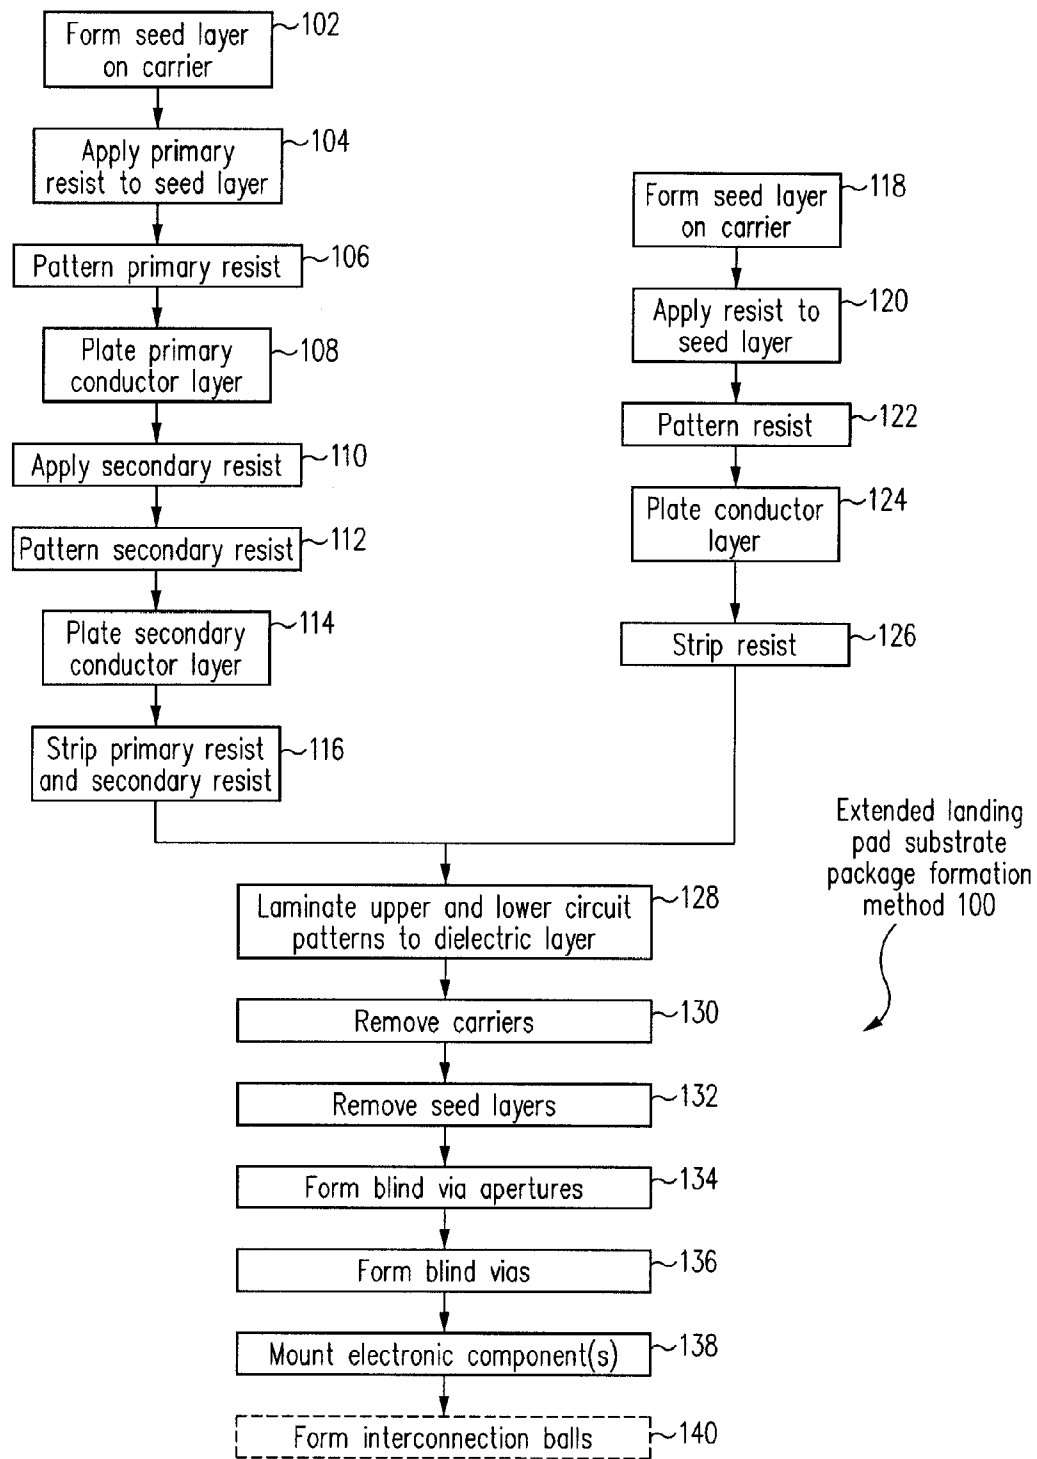 Form seed layer
on carrier
102
Apply primary
resist to seed layer
104
Pattern primary resist
106
Plate primary
conductor layer
108
Apply secondary resist
110
Pattern secondary resist
112
Plate secondary
conductor layer
114
Strip primary resist
and secondary resist
116
Form seed layer
on carrier
118
Apply resist to
seed layer
120
Pattern resist
122
Plate conductor
layer
124
Strip resist
126
Extended landing
pad substrate
package formation
method 100
Laminate upper and lower circuit
patterns to dielectric layer
128
Remove carriers
130
Remove seed layers
132
Form blind via apertures
134
Form blind vias
136
Mount electronic component(s)
138
Form interconnection balls
140